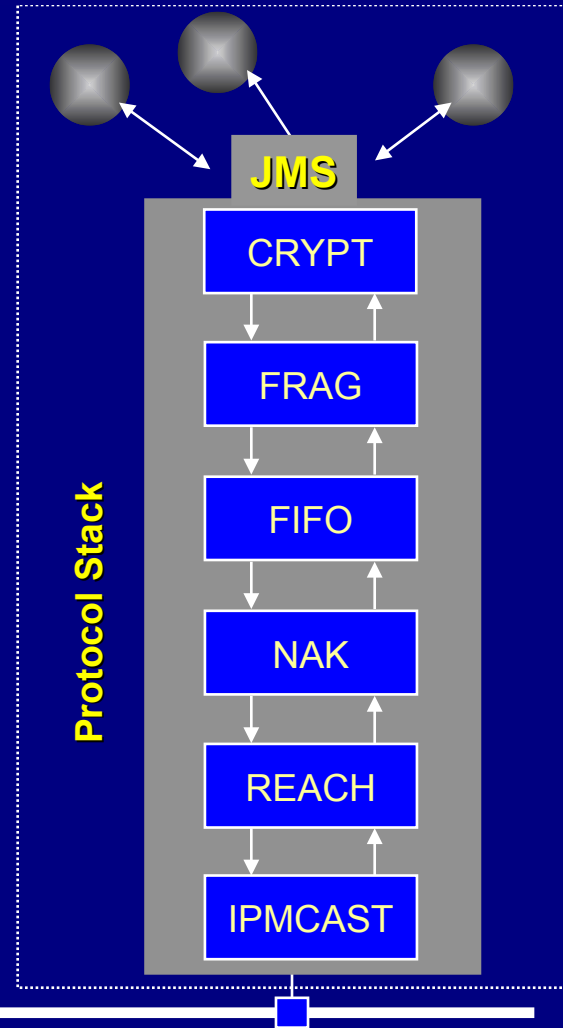 JMS
CRYPT
FRAG
FIFO
NAK
REACH
IPMCAST
Protocol Stack